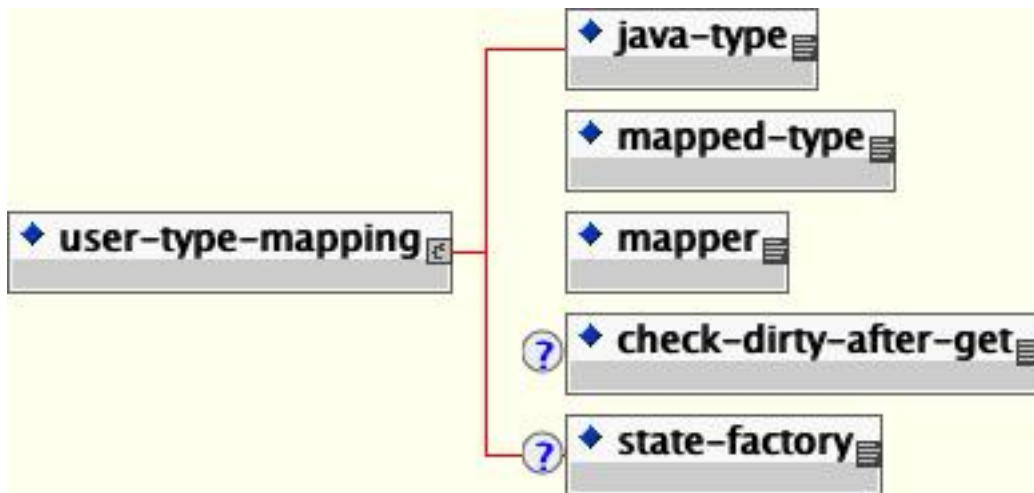 java-type
mapped-type
user-type-mapping
mapper
? check-dirty-after-get
? state-factory